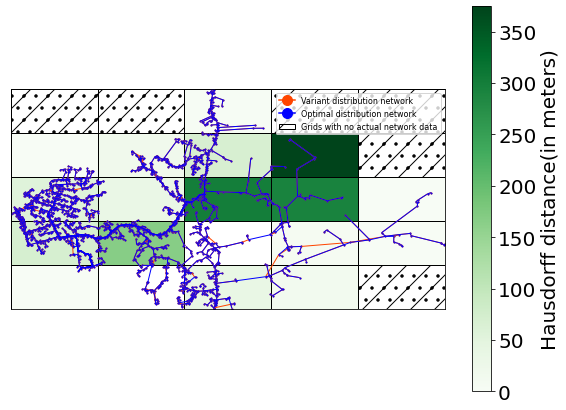 Variant distribution network
Optimal distribution network
Grids with no actual network data
350
300
250
200
150
100
50
0
Hausdorff distance(in meters)